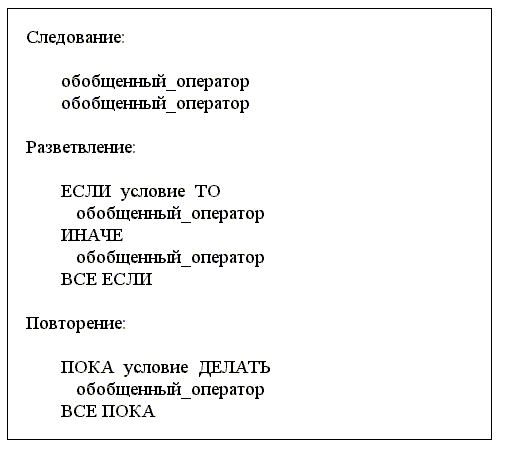 Следование:
обобщенный_оператор
обобщенный_оператор
Разветвление:
ЕСЛИ условие ТО
обобщенный_оператор
ИНАЧЕ
обобщенный_оператор
ВСЕ ЕСЛИ
Повторение:
ПОКА условие ДЕЛАТЬ
обобщенный_оператор
ВСЕ ПОКА